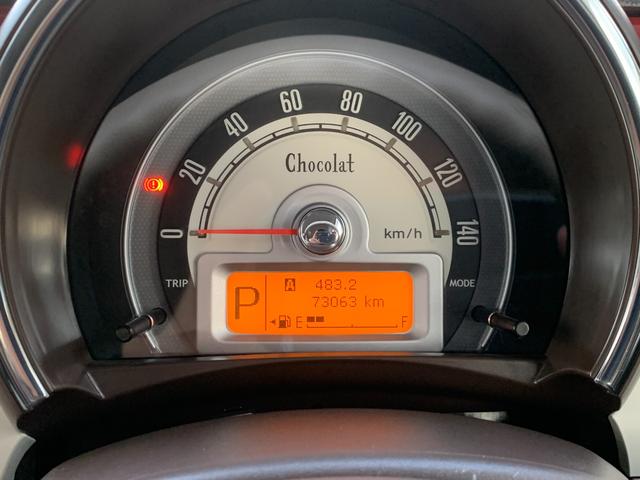 0
20
40
60
80
100
120
140
Chocolat
km/h
TRIP
MODE
P
A 483.2
73063 km
E F